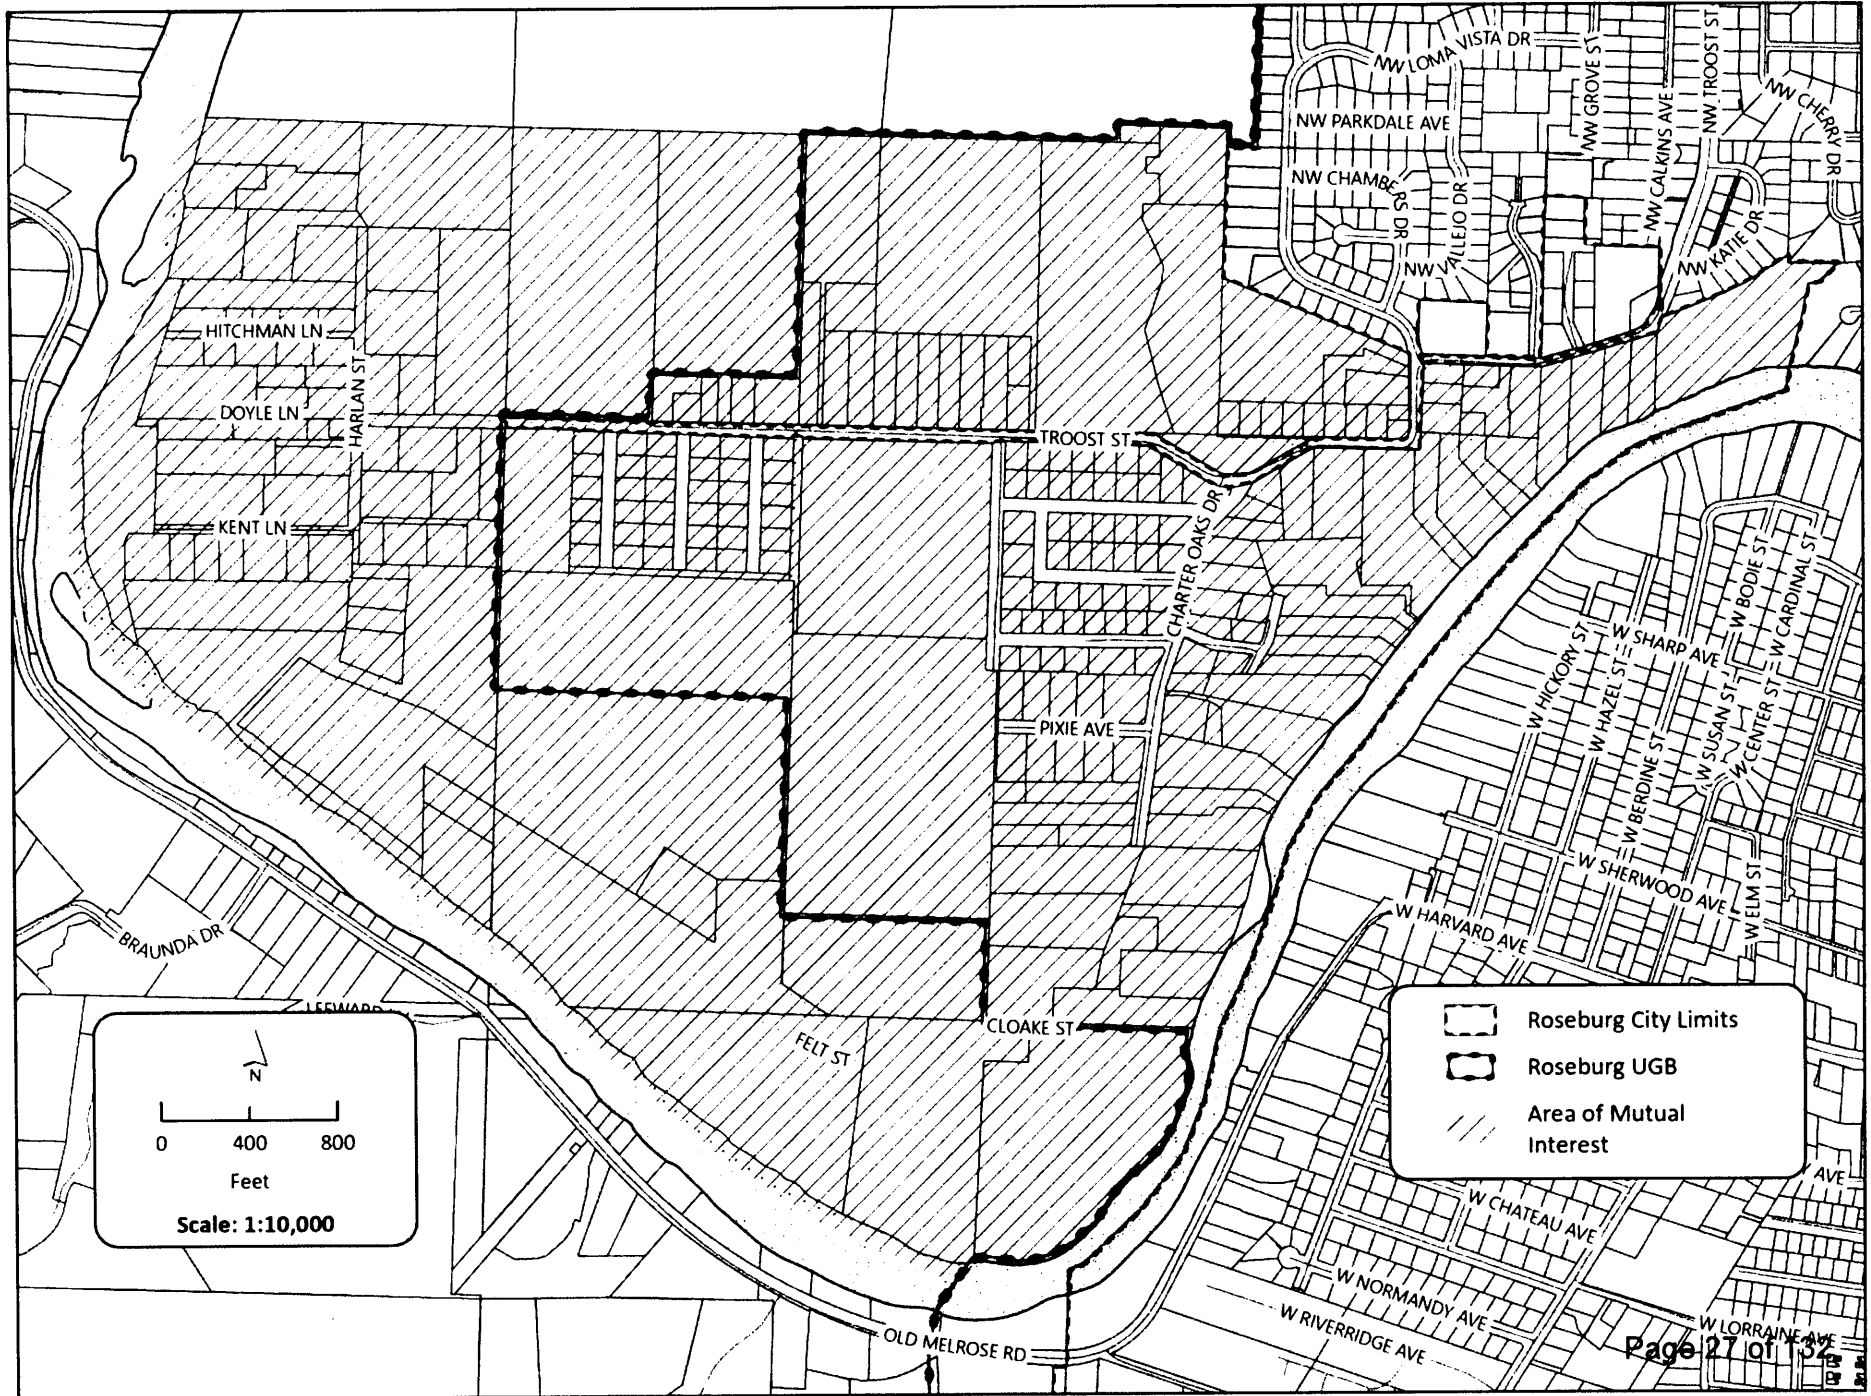 NW LOMA VISTA DR
NW GROVE ST
NW CALKINS AVE
NW TROOST ST
NW CHERRY DR
NW PARKDALE AVE
NW CHAMBERS DR
NW VALLEJO DR
NW KATIE DR
HITCHMAN LN
HARLAN ST
DOYLE LN
TROOST ST
KENT LN
CHARTER OAKS DR
W BODIE ST
W CARDINAL ST
W SHARP AVE
W HICKORY ST
W HAZEL ST
W SUSAN ST
W CENTER ST
W BERDINE ST
PIXIE AVE
W SHERWOOD AVE
W ELM ST
W HARVARD AVE
BRAUNDA DR
LEEWARD
CLOAKE ST
FELT ST
N
0 400 800
Feet
Scale: 1:10,000
Roseburg City Limits
Roseburg UGB
Area of Mutual
Interest
AVE
W CHATEAU AVE
W NORMANDY AVE
W RIVERRIDGE AVE
W LORRAINE AVE
OLD MELROSE RD
Page 27 of 132